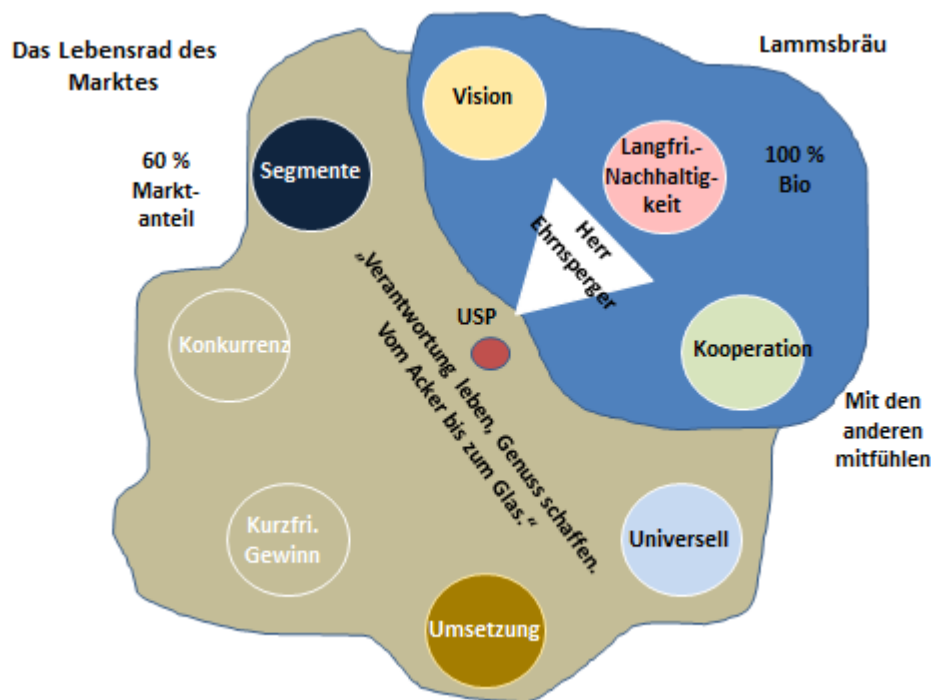 Das Lebensrad des
Marktes
Lammsbräu
Vision
60 %
Markt-
anteil
Segmente
Langfri.-
Nachhaltig-
keit
100 %
Bio
Herr
Ehrnsperger
USP
Konkurrenz
Kooperation
„Verantwortung leben, Genuss schaffen.
Vom Acker bis zum Glas.“
Mit den
anderen
mitfühlen
Kurzfri.
Gewinn
Universell
Umsetzung